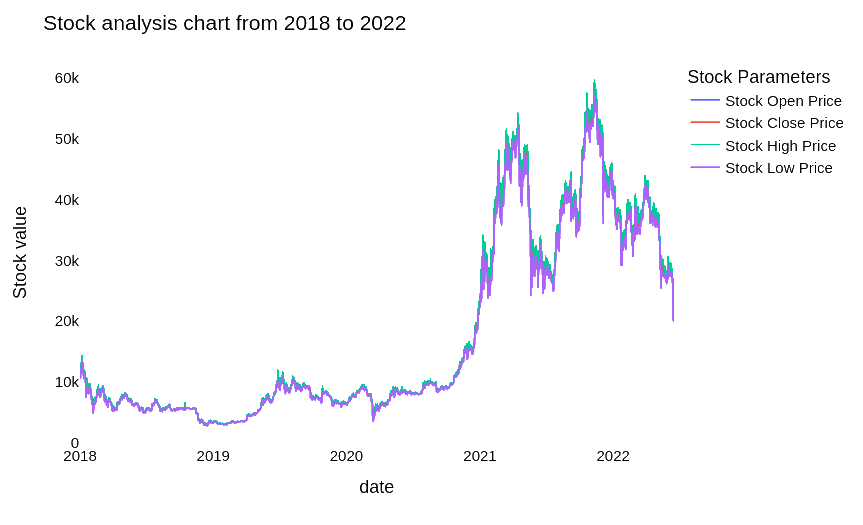 Stock analysis chart from 2018 to 2022
Stock Parameters
Stock Open Price
Stock Close Price
Stock High Price
Stock Low Price
60k
50k
40k
30k
20k
10k
0
Stock value
2018 2019 2020 2021 2022
date